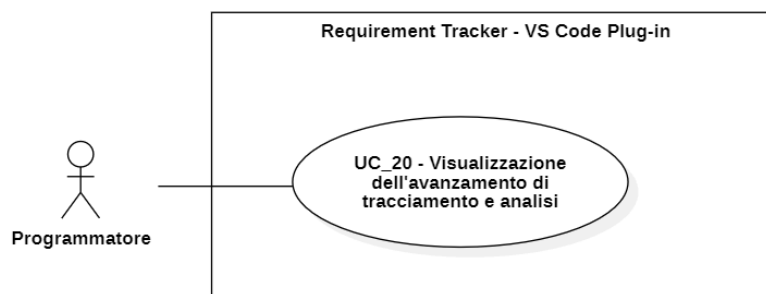 Requirement Tracker - VS Code Plug-in
UC_20 - Visualizzazione
dell'avanzamento di
tracciamento e analisi
Programmatore